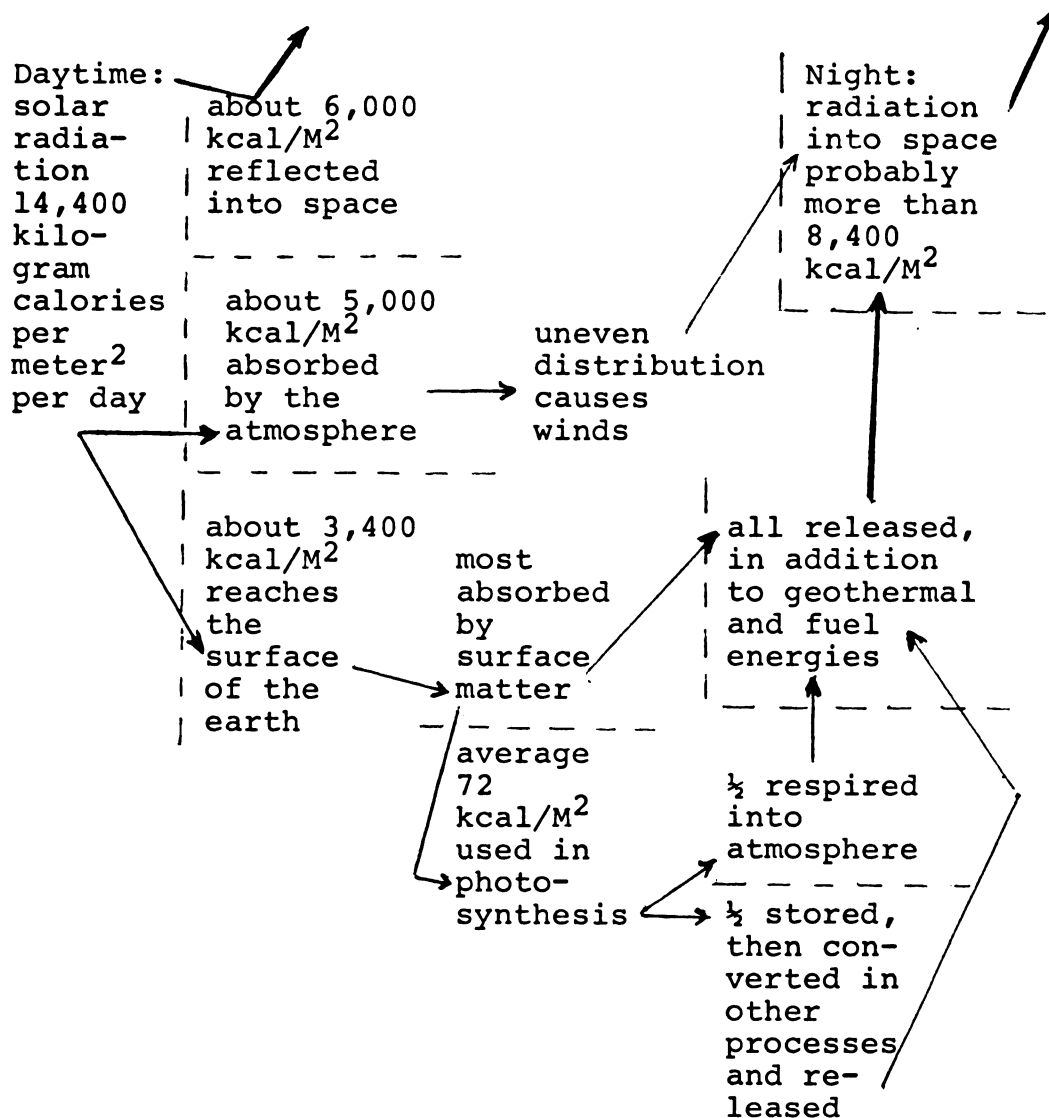 Daytime:
solar
radia-
tion
14,400
kilo-
gram
calories
per
meter²
per day
about 6,000
kcal/M²
reflected
into space
about 5,000
kcal/M²
absorbed
by the
atmosphere
uneven
distribution
causes
winds
Night:
radiation
into space
probably
more than
8,400
kcal/M²
about 3,400
kcal/M²
reaches
the
surface
of the
earth
most
absorbed
by
surface
matter
all released,
in addition
to geothermal
and fuel
energies
average
72
kcal/M²
used in
photo-
synthesis
½ respired
into
atmosphere
½ stored,
then con-
verted in
other
processes
and re-
leased